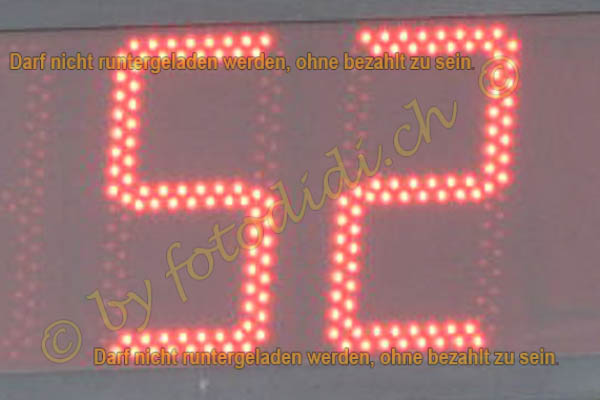 Darf nicht runtergeladen werden, ohne bezahlt zu sein.
52
© by fotodidi.ch ©
Darf nicht runtergeladen werden, ohne bezahlt zu sein.